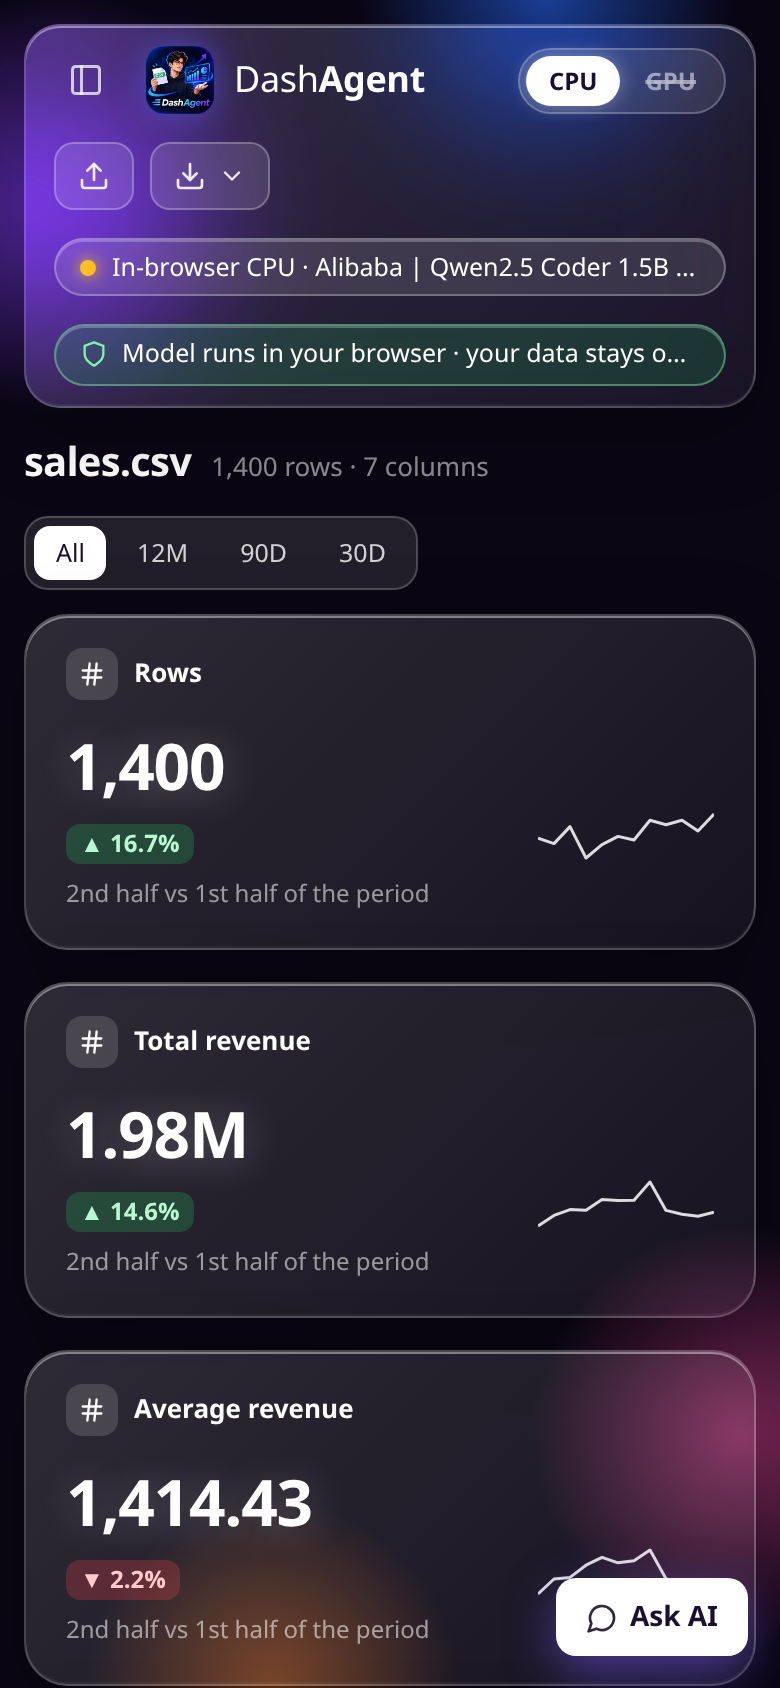 DashAgent
CPU
GPU
In-browser CPU · Alibaba | Qwen2.5 Coder 1.5B ...
Model runs in your browser · your data stays o...
sales.csv 1,400 rows · 7 columns
All 12M 90D 30D
# Rows
1,400
▲ 16.7%
2nd half vs 1st half of the period
# Total revenue
1.98M
▲ 14.6%
2nd half vs 1st half of the period
# Average revenue
1,414.43
▼ 2.2%
2nd half vs 1st half of the period
Ask AI